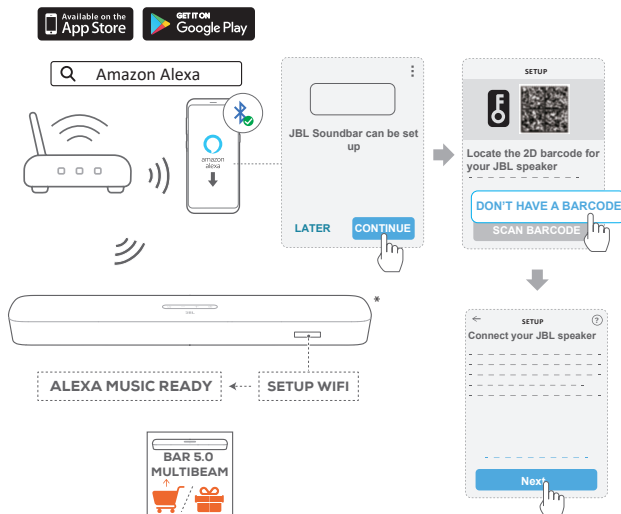 Available on the
App Store
GET IT ON
Google Play
Amazon Alexa
amazon
alexa
JBL Soundbar can be set
up
LATER
CONTINUE
SETUP
Locate the 2D barcode for
your JBL speaker
DON'T HAVE A BARCODE
SCAN BARCODE
JBL
*
ALEXA MUSIC READY
SETUP WIFI
SETUP
?
Connect your JBL speaker
Next
BAR 5.0
MULTIBEAM